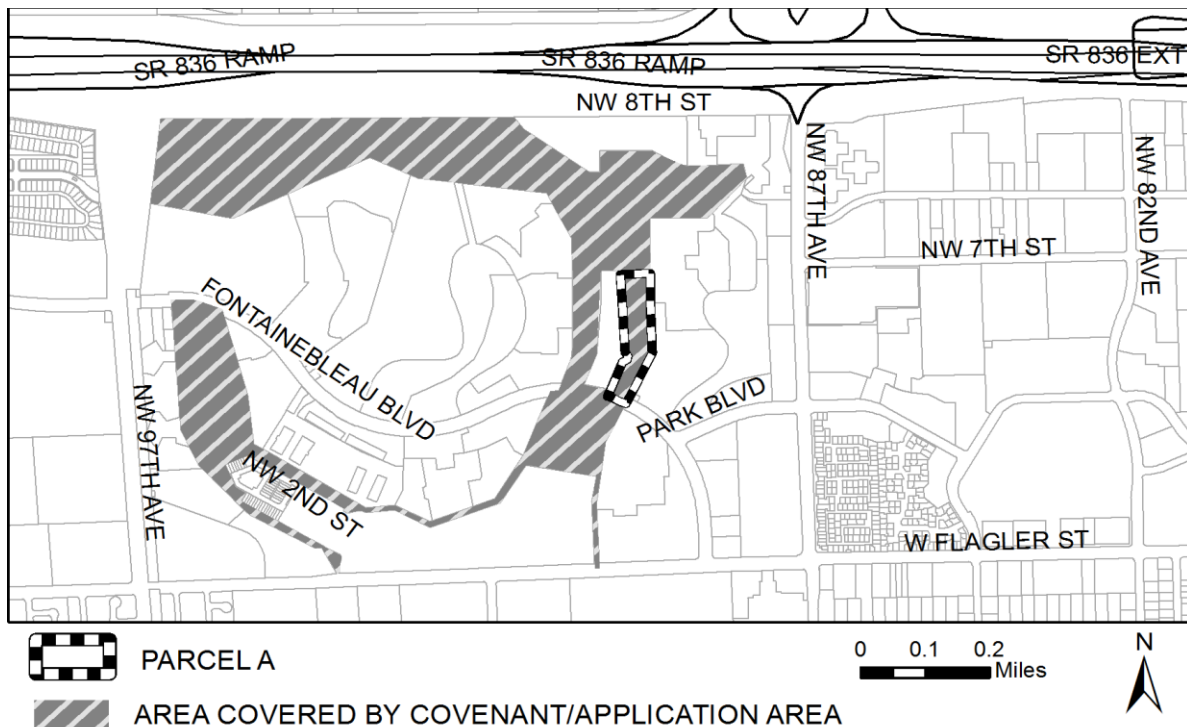 SR 836 RAMP
SR 836 RAMP
SR 836 EXT
NW 8TH ST
NW 87TH AVE
NW 82ND AVE
NW 7TH ST
FONTAINEBLEAU BLVD
PARK BLVD
NW 97TH AVE
NW 2ND ST
W FLAGLER ST
PARCEL A
0 0.1 0.2
Miles
N
AREA COVERED BY COVENANT/APPLICATION AREA